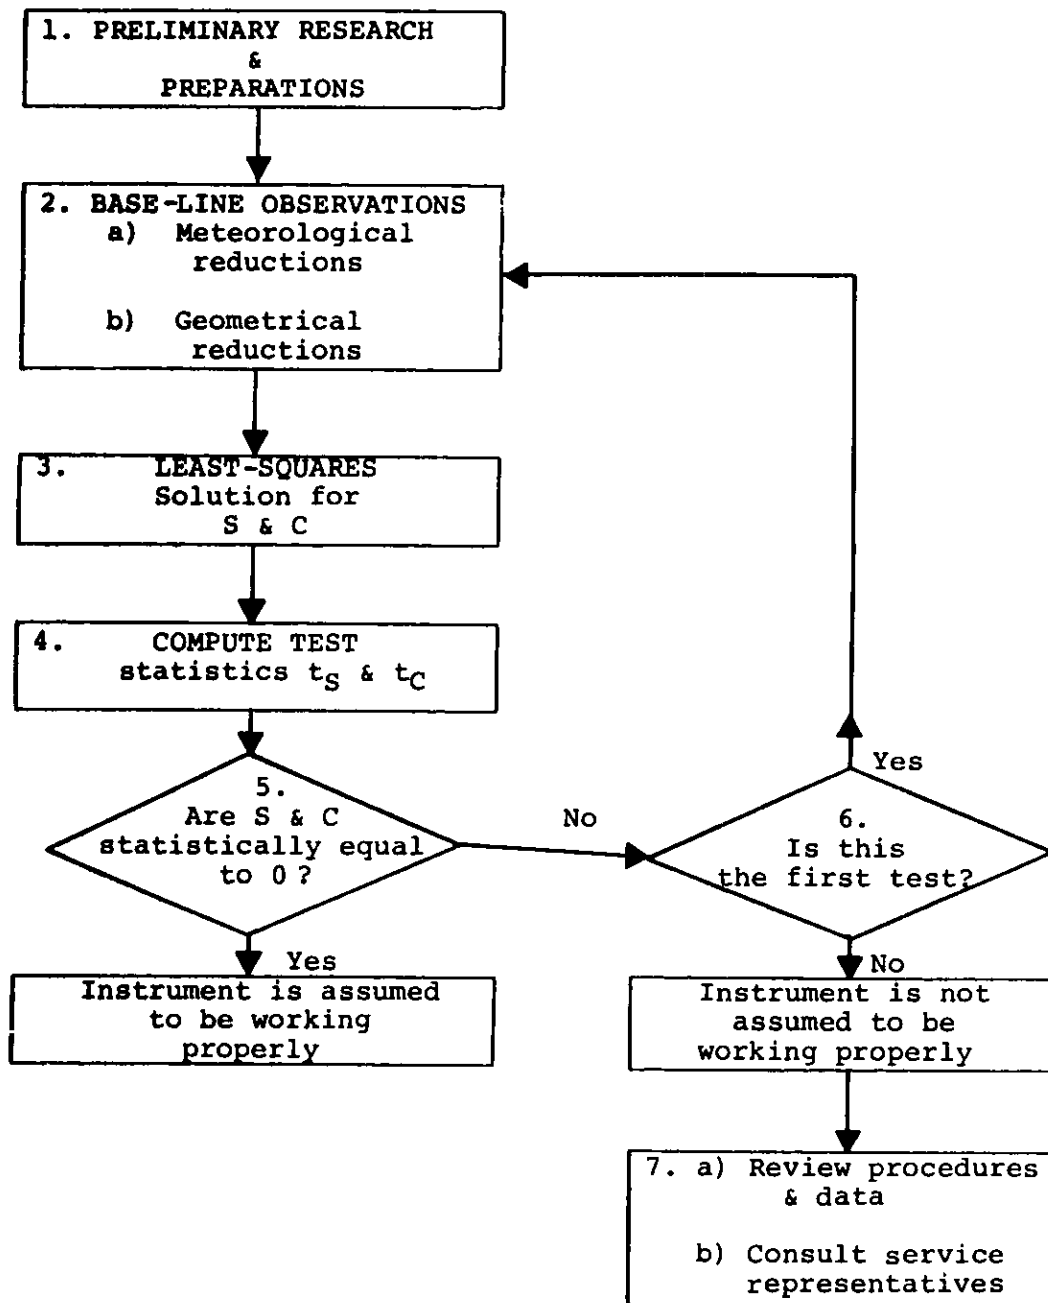 1. PRELIMINARY RESEARCH
&
PREPARATIONS
2. BASE-LINE OBSERVATIONS
a) Meteorological
reductions
b) Geometrical
reductions
3. LEAST-SQUARES
Solution for
S & C
4. COMPUTE TEST
statistics tS & tC
5.
Are S & C
statistically equal
to 0 ?
No
Yes
6.
Is this
the first test?
Yes
Instrument is assumed
to be working
properly
No
Instrument is not
assumed to be
working properly
7. a) Review procedures
& data
b) Consult service
representatives